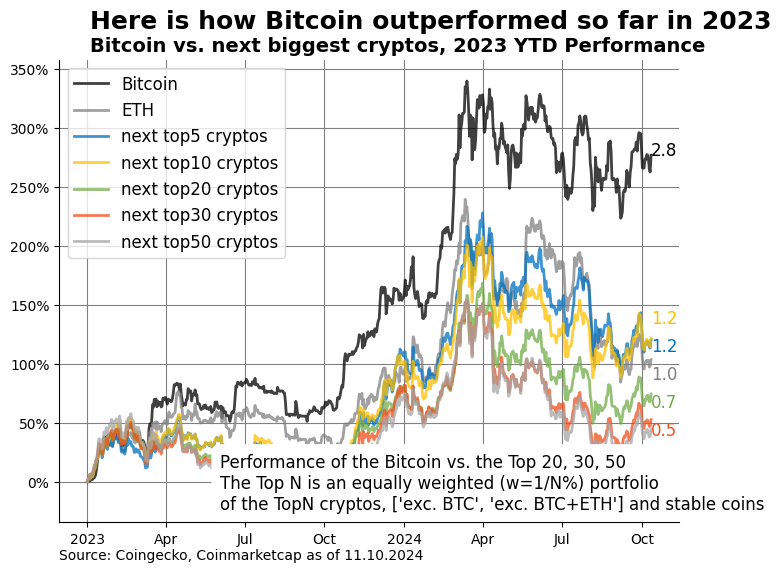 Here is how Bitcoin outperformed so far in 2023
Bitcoin vs. next biggest cryptos, 2023 YTD Performance
350%
300%
250%
200%
150%
100%
50%
0%
Bitcoin
ETH
next top5 cryptos
next top10 cryptos
next top20 cryptos
next top30 cryptos
next top50 cryptos
2.8
1.2
1.2
1.0
0.7
0.5
Performance of the Bitcoin vs. the Top 20, 30, 50
The Top N is an equally weighted (w=1/N%) portfolio
of the TopN cryptos, ['exc. BTC', 'exc. BTC+ETH'] and stable coins
2023 Apr Jul Oct 2024 Apr Jul Oct
Source: Coingecko, Coinmarketcap as of 11.10.2024